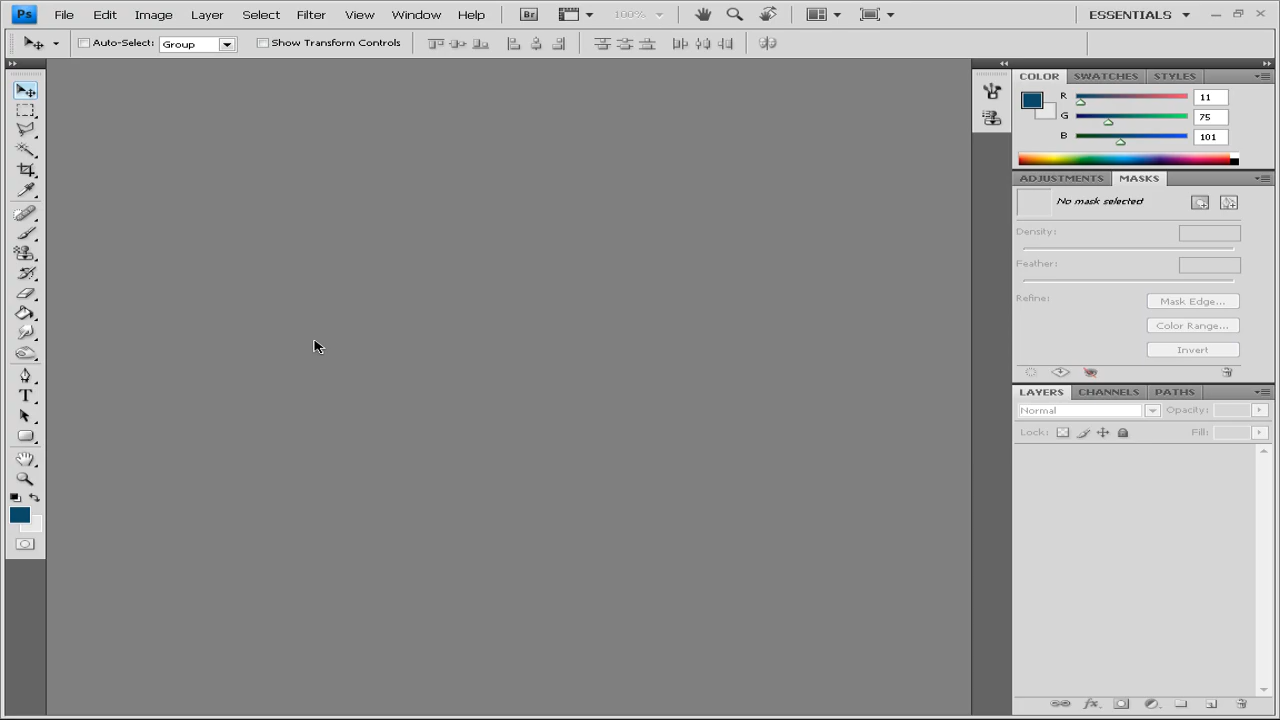 Ps File Edit Image Layer Select Filter View Window Help Br 100% ESSENTIALS
Auto-Select: Group Show Transform Controls
COLOR SWATCHES STYLES
R 11
G 75
B 101
ADJUSTMENTS MASKS
No mask selected
Density:
Feather:
Refine: Mask Edge...
Color Range...
Invert
LAYERS CHANNELS PATHS
Normal Opacity:
Lock: Fill:
T
fx